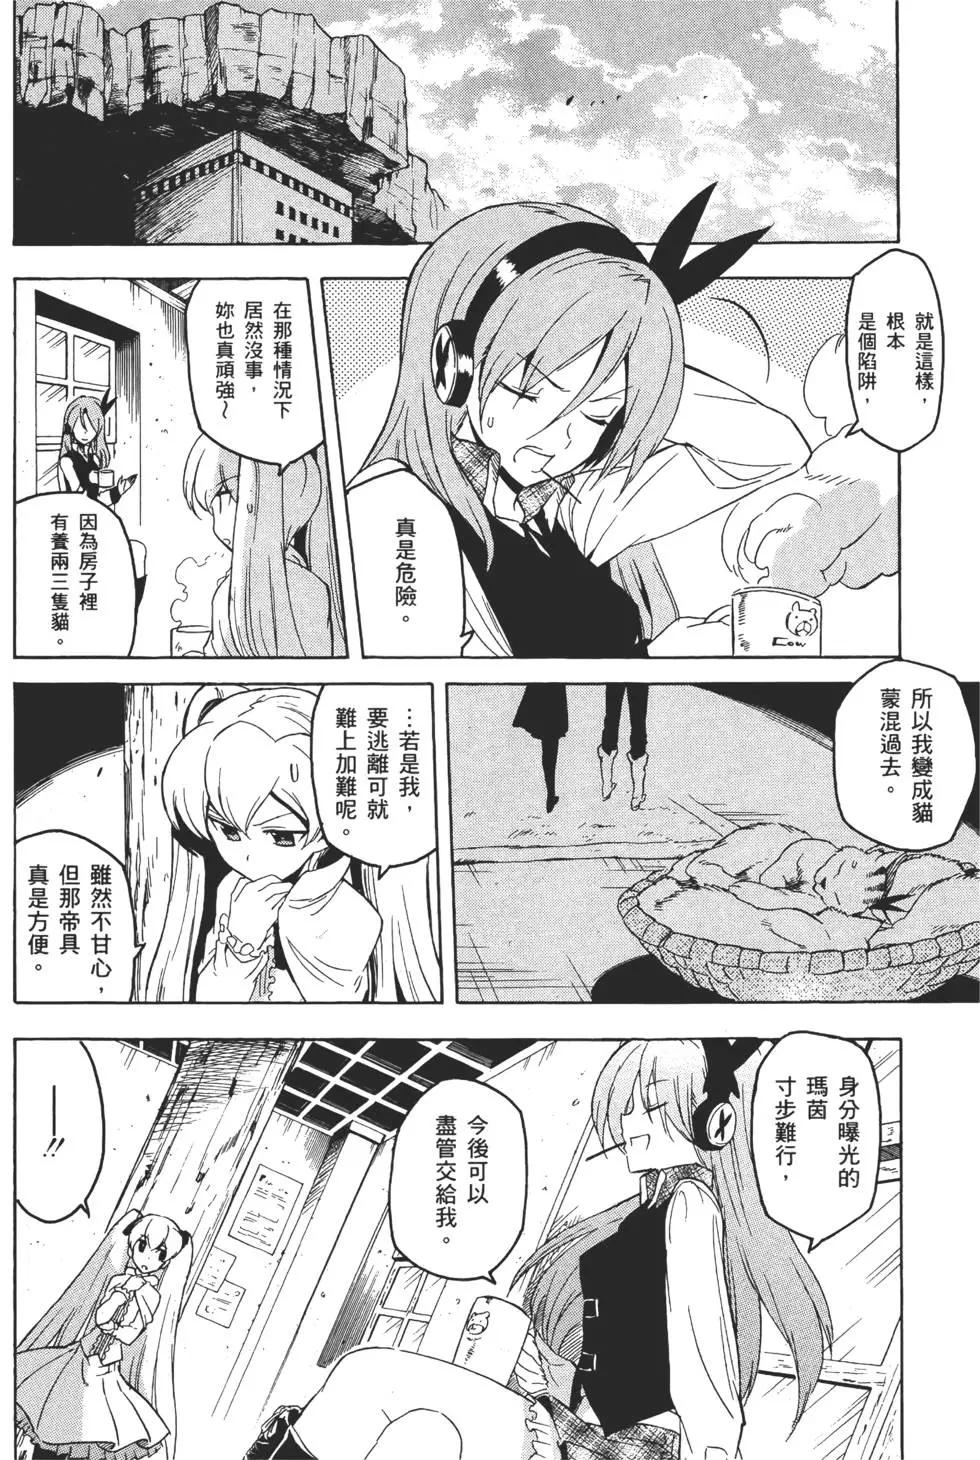 就是這樣，
根本
是個陷阱，
真是危險。
在那種情況下
居然沒事，
妳也真頑強~
因為房子裡
有養兩三隻貓。
Cow
所以我變成貓
蒙混過去。
…若是我，
要逃離可就
難上加難呢。
雖然不甘心，
但那帝具
真是方便。
身分曝光的
瑪茵
寸步難行，
今後可以
盡管交給我。
——!!